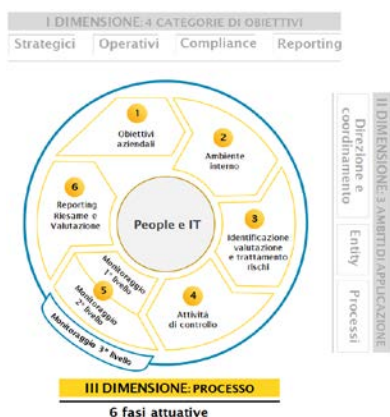 I DIMENSIONE: 4 CATEGORIE DI OBIETTIVI
Strategici Operativi Compliance Reporting
1
Obiettivi
aziendali
2
Ambiente
interno
3
Identificazione
valutazione
e trattamento
rischi
4
Attività
di controllo
5
Monitoraggio
1° livello
Monitoraggio
2° livello
Monitoraggio 3° livello
6
Reporting
Riesame e
Valutazione
People e IT
II DIMENSIONE: 3 AMBITI DI APPLICAZIONE
Direzione e
coordinamento
Entity
Processi
III DIMENSIONE: PROCESSO
6 fasi attuative